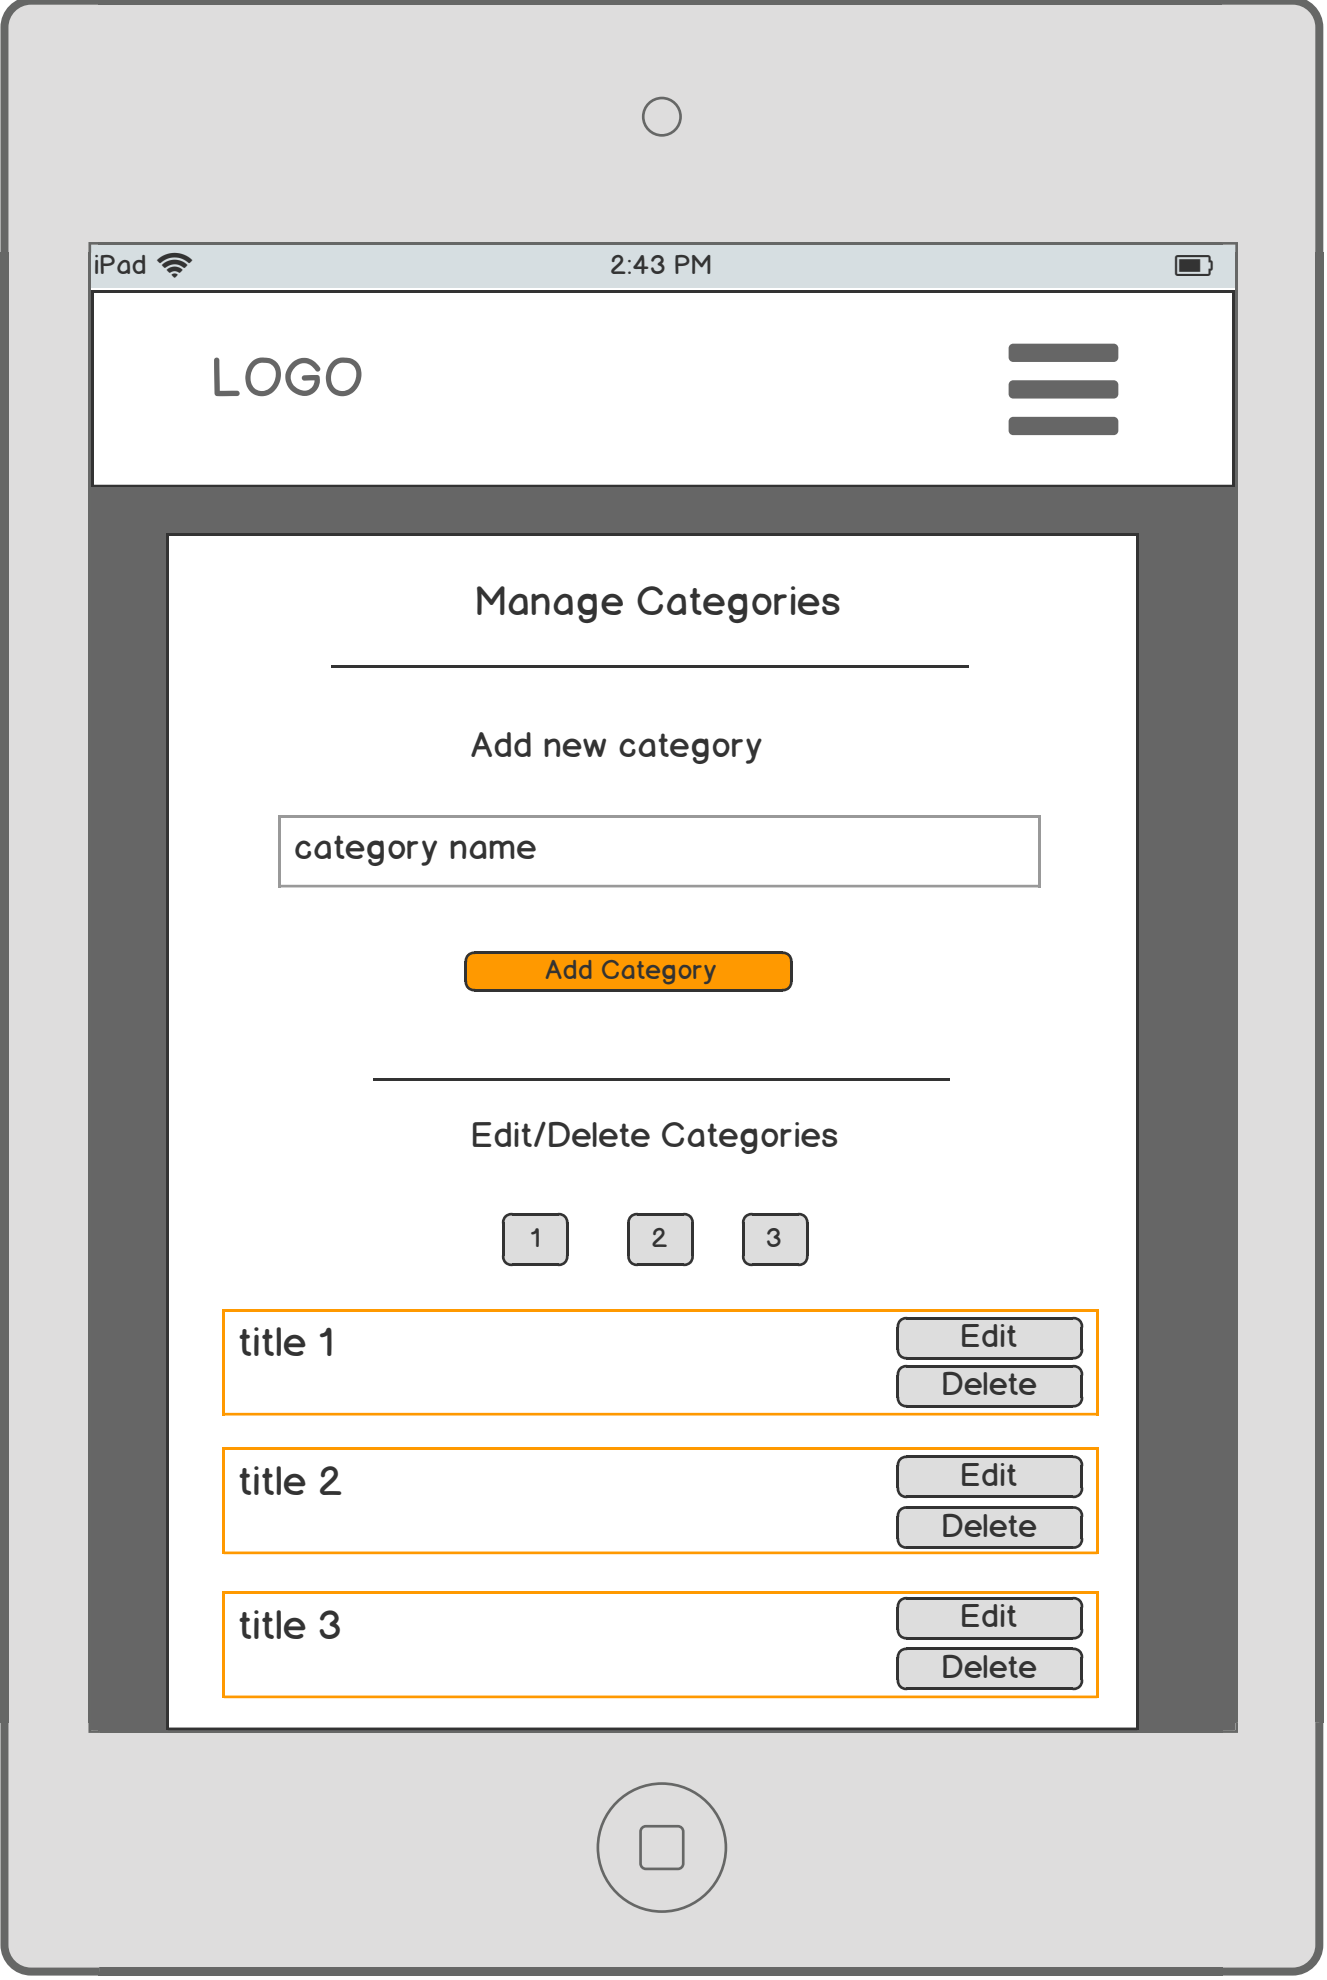 iPad 2:43 PM
LOGO
Manage Categories
Add new category
category name
Add Category
Edit/Delete Categories
1 2 3
title 1 Edit
Delete
title 2 Edit
Delete
title 3 Edit
Delete